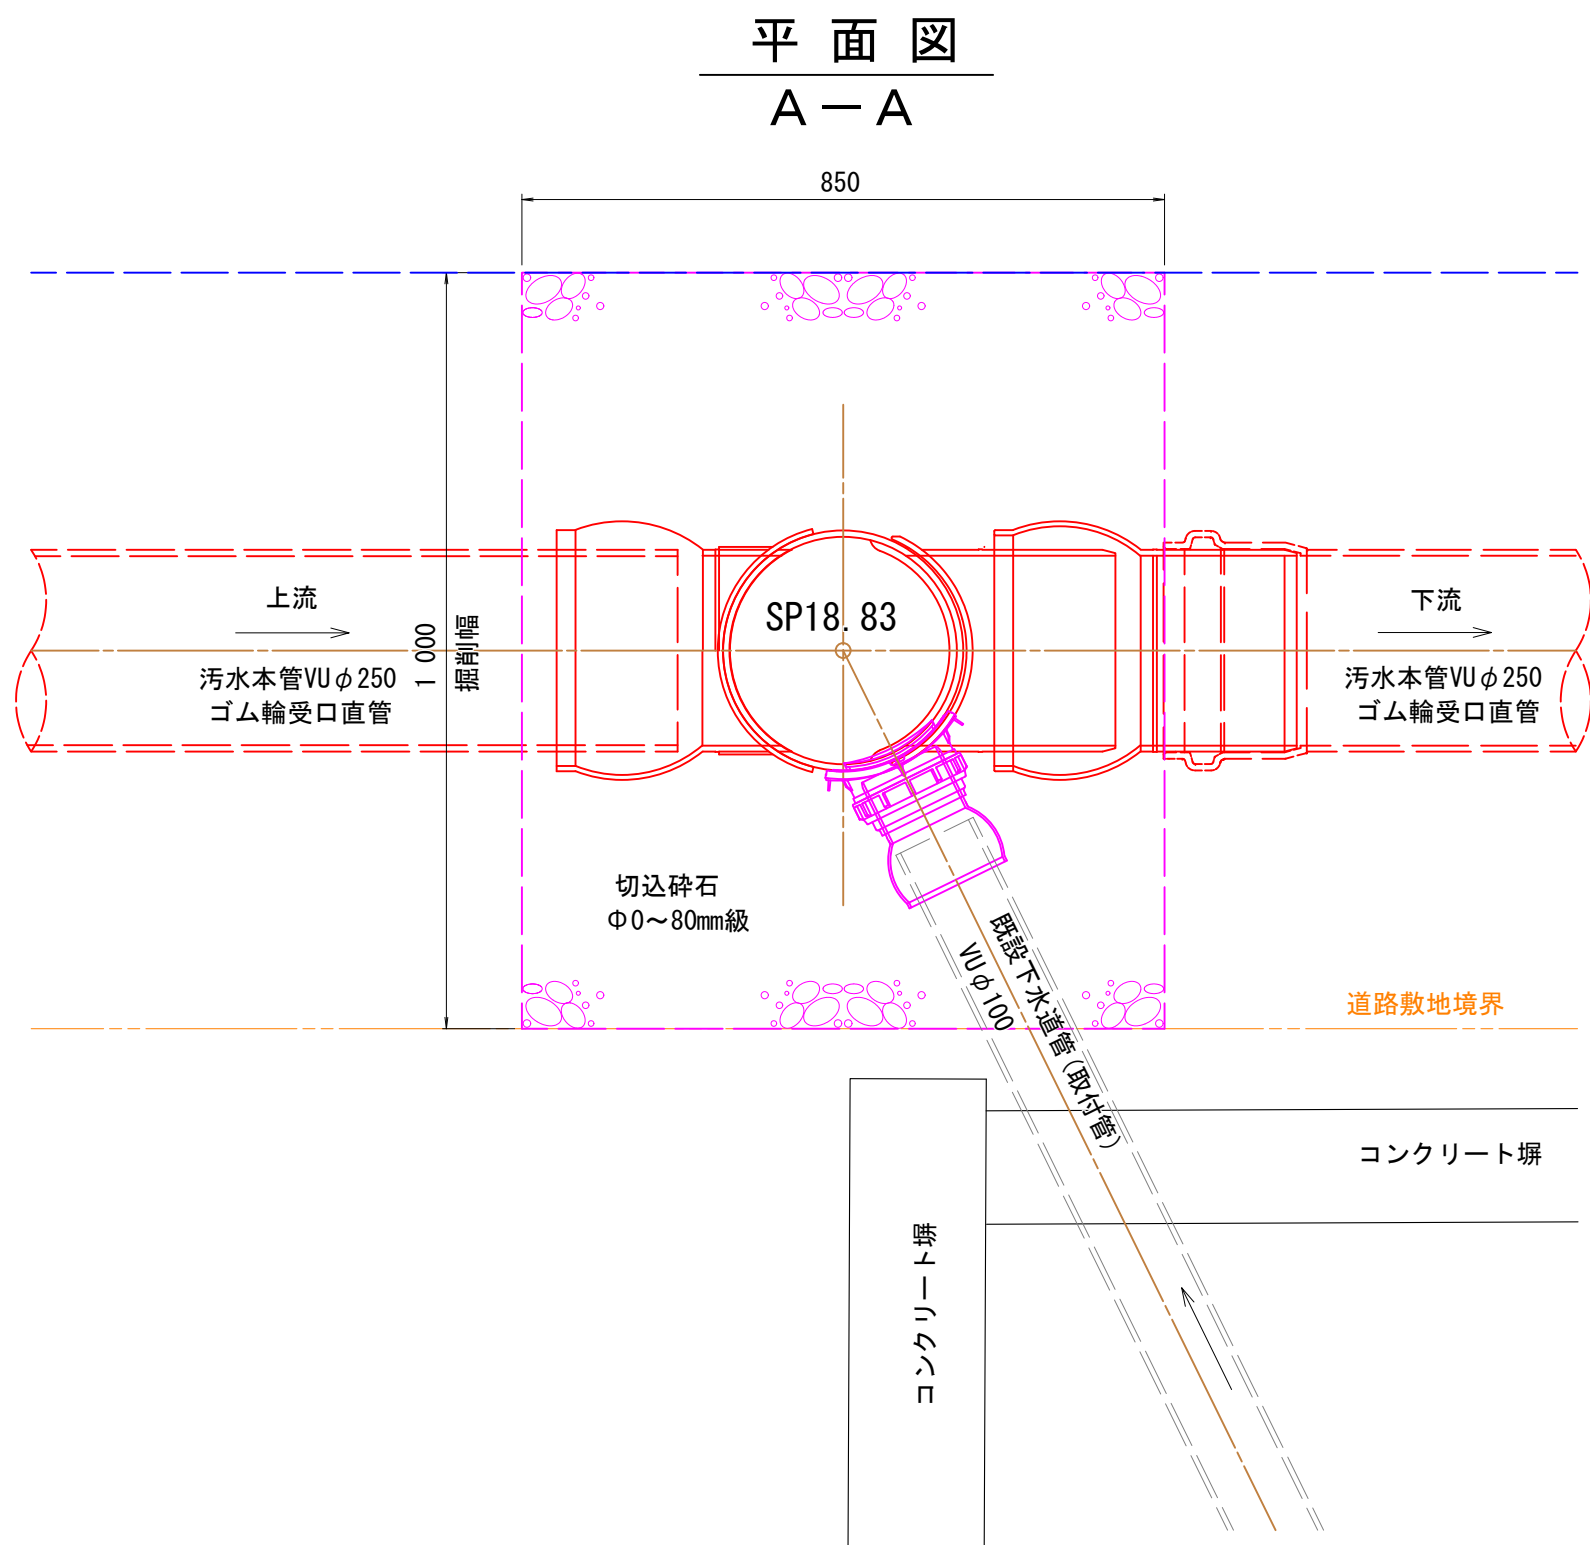 平面図
A－A
850
上流
汚水本管VUφ250
ゴム輪受口直管
1 000
掘削幅
SP18.83
下流
汚水本管VUφ250
ゴム輪受口直管
切込砕石
Φ0～80mm級
既設下水道管(取付管)
VUφ100
道路敷地境界
コンクリート塀
コンクリート塀